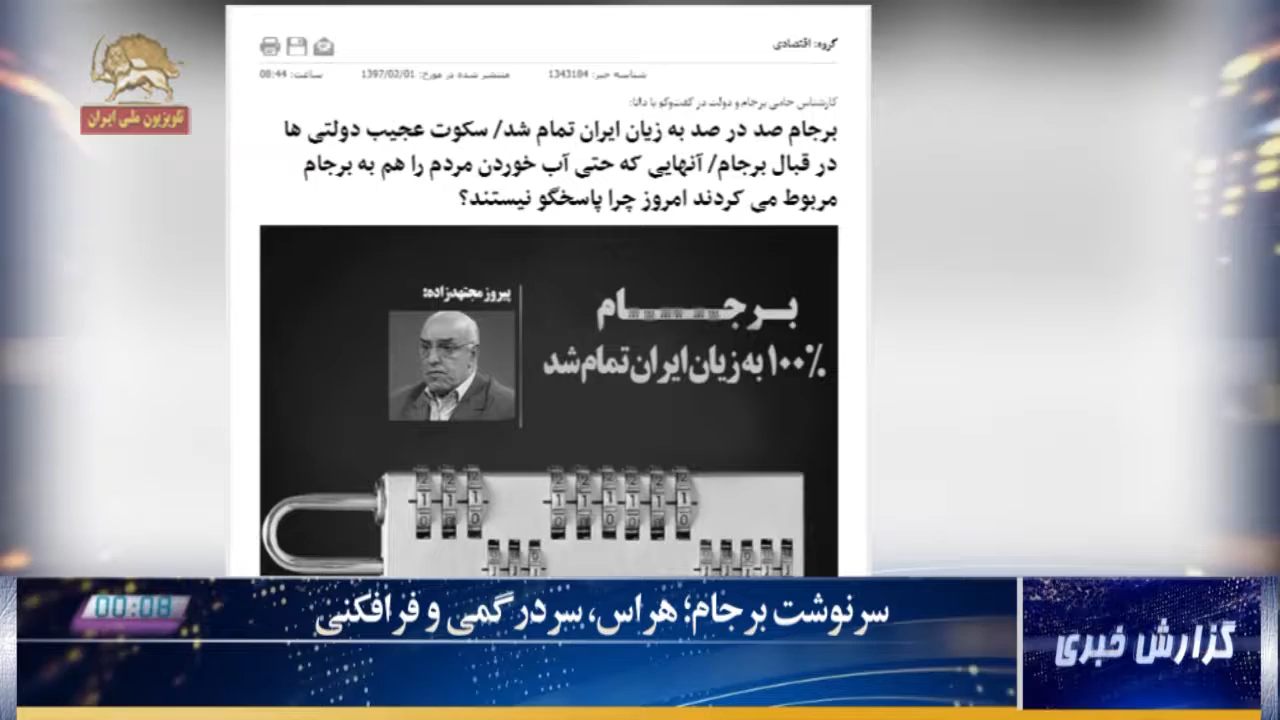 تلویزیون ملی ایران
گروه: اقتصادی
شناسه خبر: 1343184
منتشر شده در مورخ: 1397/02/01
ساعت: 08:44
کارشناس حامی برجام و دولت در گفت‌وگو با دانا:
برجام صد در صد به زیان ایران تمام شد/ سکوت عجیب دولتی ها
در قبال برجام/ آنهایی که حتی آب خوردن مردم را هم به برجام
مربوط می کردند امروز چرا پاسخگو نیستند؟
پیروز مجتهدزاده:
برجـــام
۱۰۰٪ به زیان ایران تمام شد
00:08
سرنوشت برجام؛ هراس، سردرگمی و فرافکنی
گزارش خبری